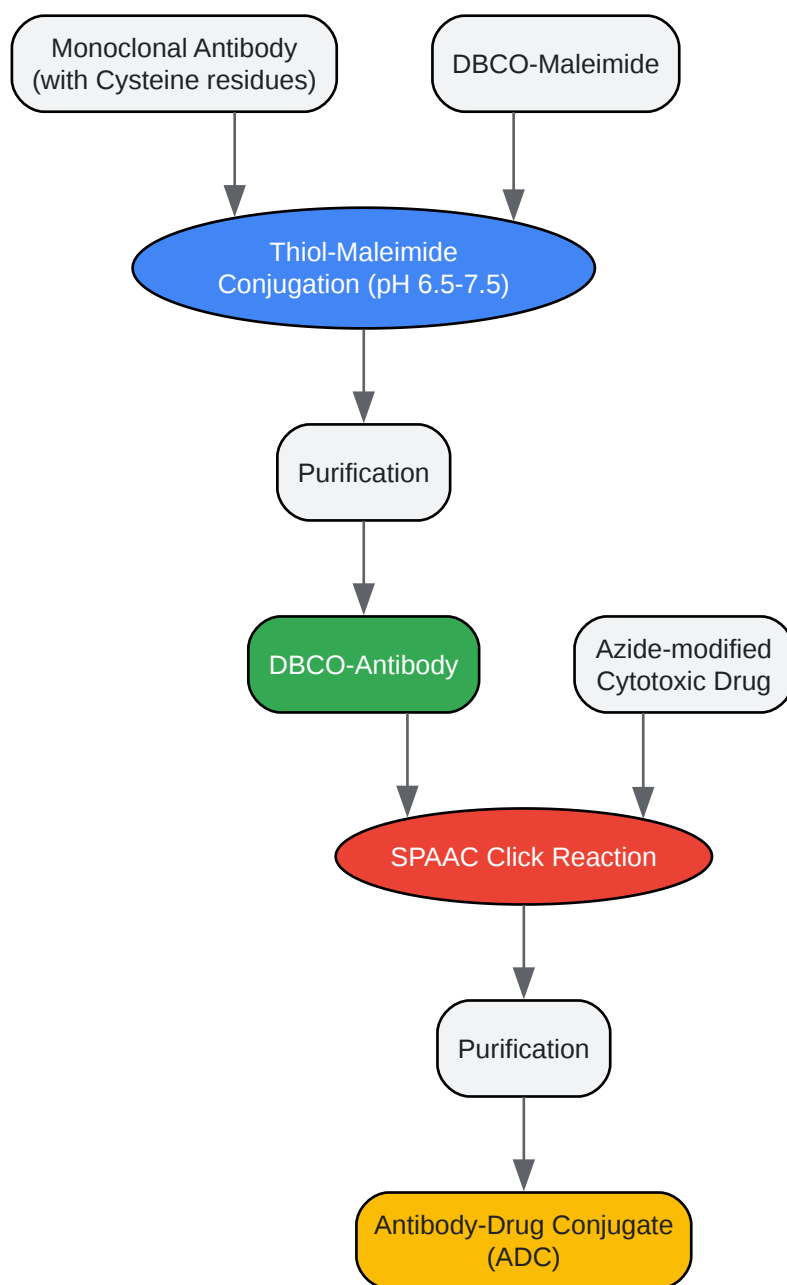 Monoclonal Antibody
(with Cysteine residues)
DBCO-Maleimide
Thiol-Maleimide
Conjugation (pH 6.5-7.5)
Purification
DBCO-Antibody
Azide-modified
Cytotoxic Drug
SPAAC Click Reaction
Purification
Antibody-Drug Conjugate
(ADC)